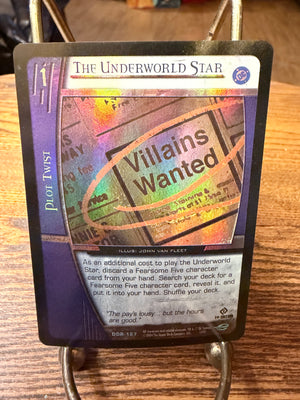 THE UNDERWORLD STAR
1
PLOT TWIST
Villains
Wanted
ILLUS: JOHN VAN FLEET
As an additional cost to play the Underworld
Star, discard a Fearsome Five character
card from your hand. Search your deck for a
Fearsome Five character card, reveal it, and
put it into your hand. Shuffle your deck.
"The pay's lousy... but the hours
are good."